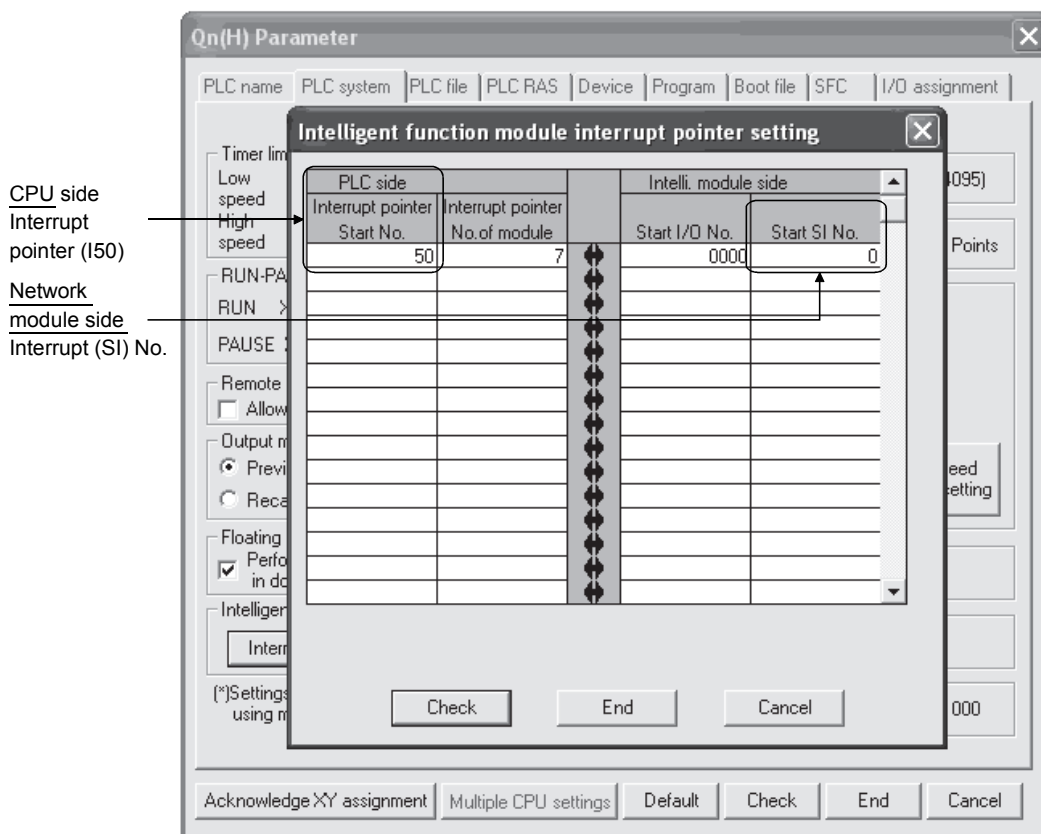 Qn(H) Parameter
PLC name PLC system PLC file PLC RAS Device Program Boot file SFC I/O assignment
Intelligent function module interrupt pointer setting
Timer lim
Low
speed
High
speed
4095)
PLC side Intelli. module side
Interrupt pointer Interrupt pointer
Start No. No.of module Start I/O No. Start SI No.
50 7 0000 0
CPU side
Interrupt
pointer (I50)
Points
RUN-PA
RUN X
PAUSE
Network
module side
Interrupt (SI) No.
Remote
Allow
Output m
Previ
Reca
eed
etting
Floating
Perfo
in do
Intelliger
Interr
(*)Settings
using m
000
Check End Cancel
Acknowledge XY assignment Multiple CPU settings Default Check End Cancel